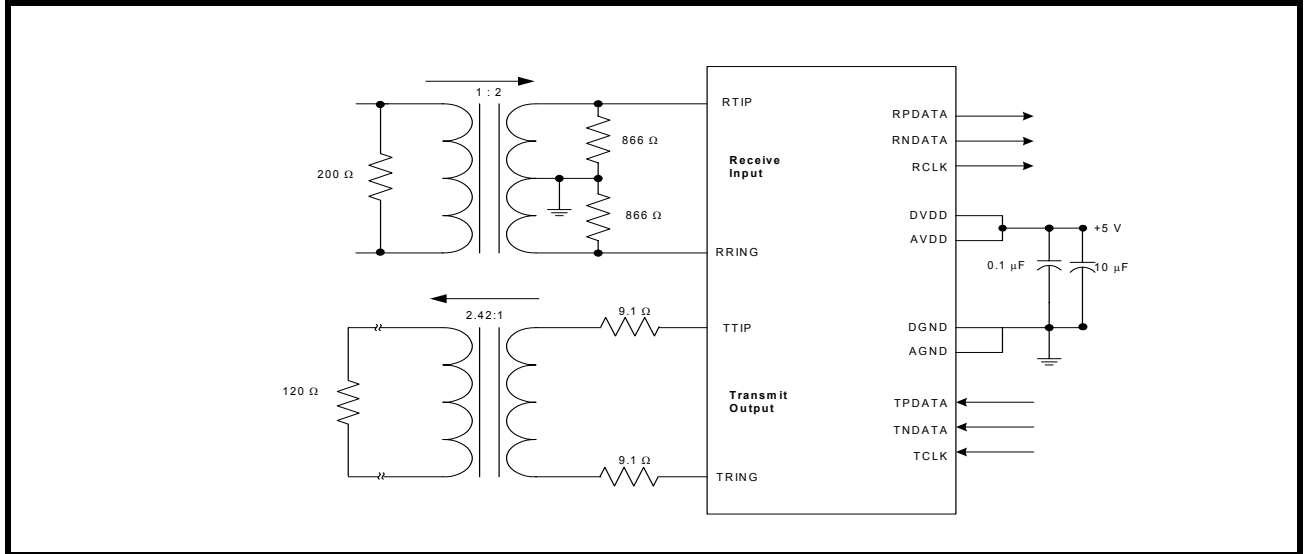 1 : 2
200 Ω
866 Ω
866 Ω
RTIP
Receive
Input
RRING
2.42:1
120 Ω
9.1 Ω
9.1 Ω
TTIP
Transmit
Output
TRING
RPDATA
RNDATA
RCLK
DVDD
AVDD
+5 V
0.1 μF
10 μF
DGND
AGND
TPDATA
TNDATA
TCLK